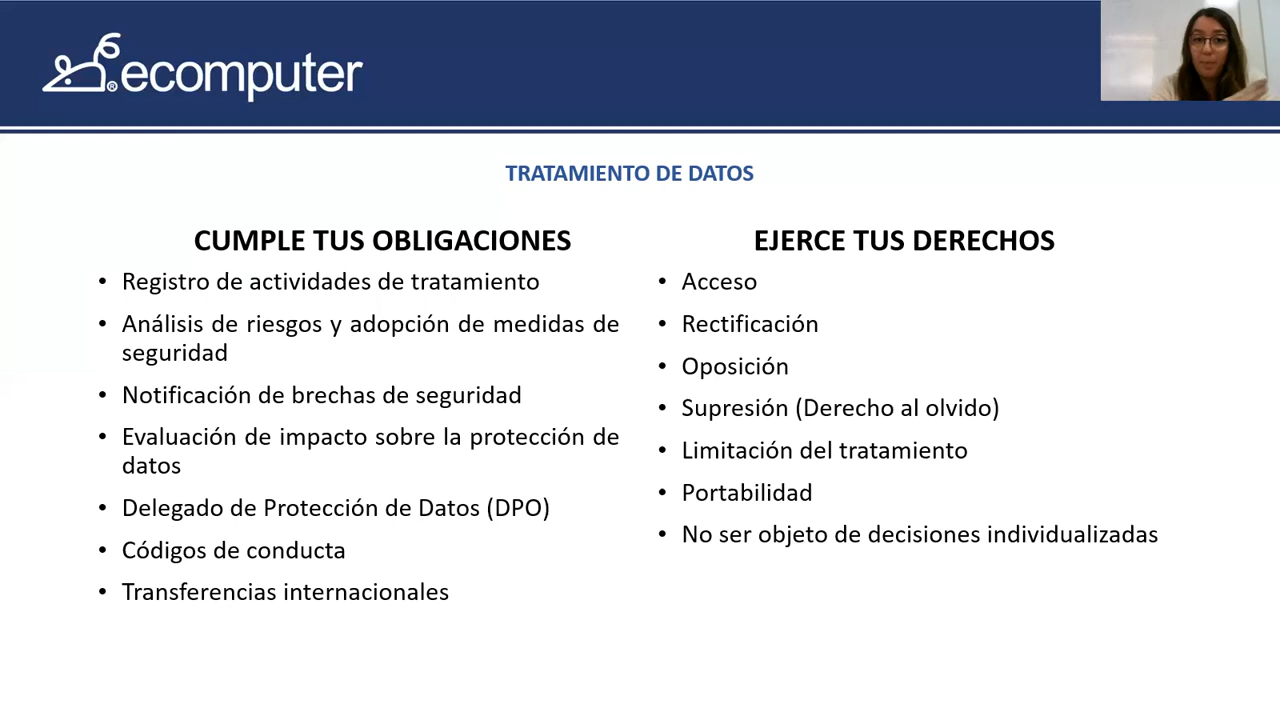 ecomputer
TRATAMIENTO DE DATOS
CUMPLE TUS OBLIGACIONES
• Registro de actividades de tratamiento
• Análisis de riesgos y adopción de medidas de
seguridad
• Notificación de brechas de seguridad
• Evaluación de impacto sobre la protección de
datos
• Delegado de Protección de Datos (DPO)
• Códigos de conducta
• Transferencias internacionales
EJERCE TUS DERECHOS
• Acceso
• Rectificación
• Oposición
• Supresión (Derecho al olvido)
• Limitación del tratamiento
• Portabilidad
• No ser objeto de decisiones individualizadas